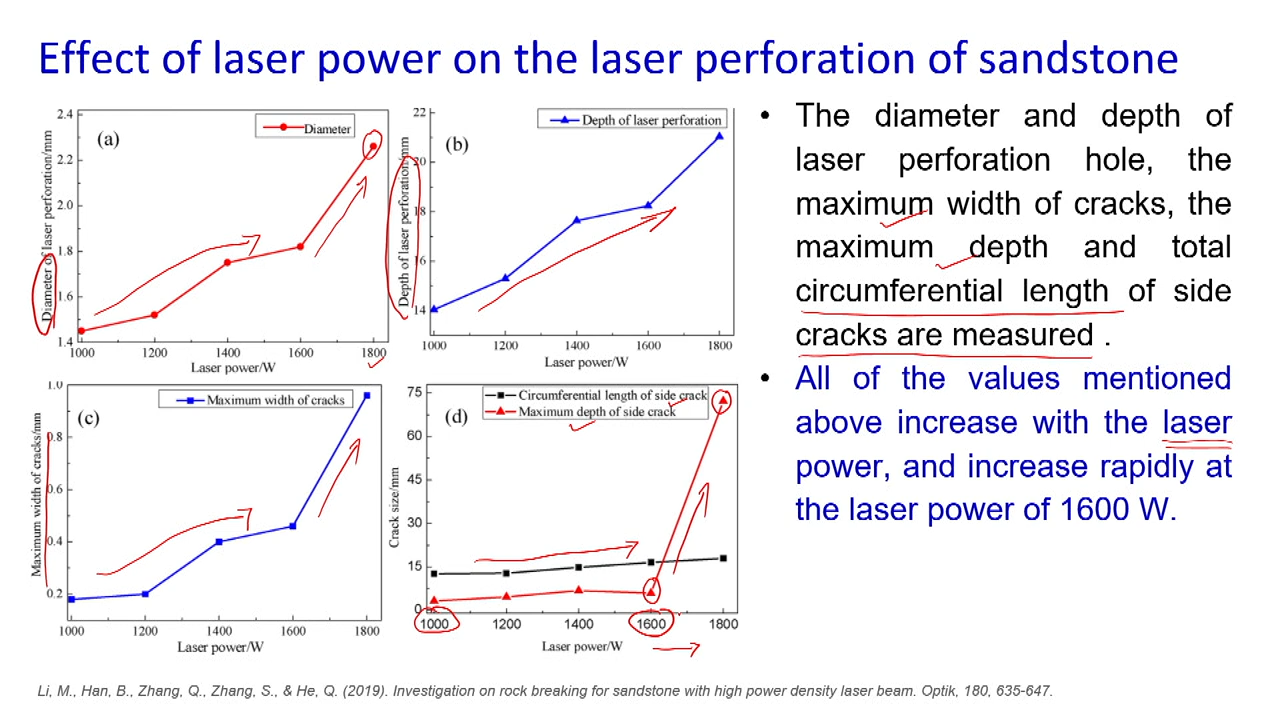 Effect of laser power on the laser perforation of sandstone
(a)
Diameter
Diameter of laser perforation/mm
2.4
2.2
2.0
1.8
1.6
1.4
1000 1200 1400 1600 1800
Laser power/W
(b)
Depth of laser perforation
Depth of laser perforation/mm
22
20
18
16
14
1000 1200 1400 1600 1800
Laser power/W
(c)
Maximum width of cracks
Maximum width of cracks/mm
1.0
0.8
0.6
0.4
0.2
1000 1200 1400 1600 1800
Laser power/W
(d)
Circumferential length of side crack
Maximum depth of side crack
Crack size/mm
75
60
45
30
15
0
1000 1200 1400 1600 1800
Laser power/W
• The diameter and depth of
laser perforation hole, the
maximum width of cracks, the
maximum depth and total
circumferential length of side
cracks are measured .
• All of the values mentioned
above increase with the laser
power, and increase rapidly at
the laser power of 1600 W.
Li, M., Han, B., Zhang, Q., Zhang, S., & He, Q. (2019). Investigation on rock breaking for sandstone with high power density laser beam. Optik, 180, 635-647.